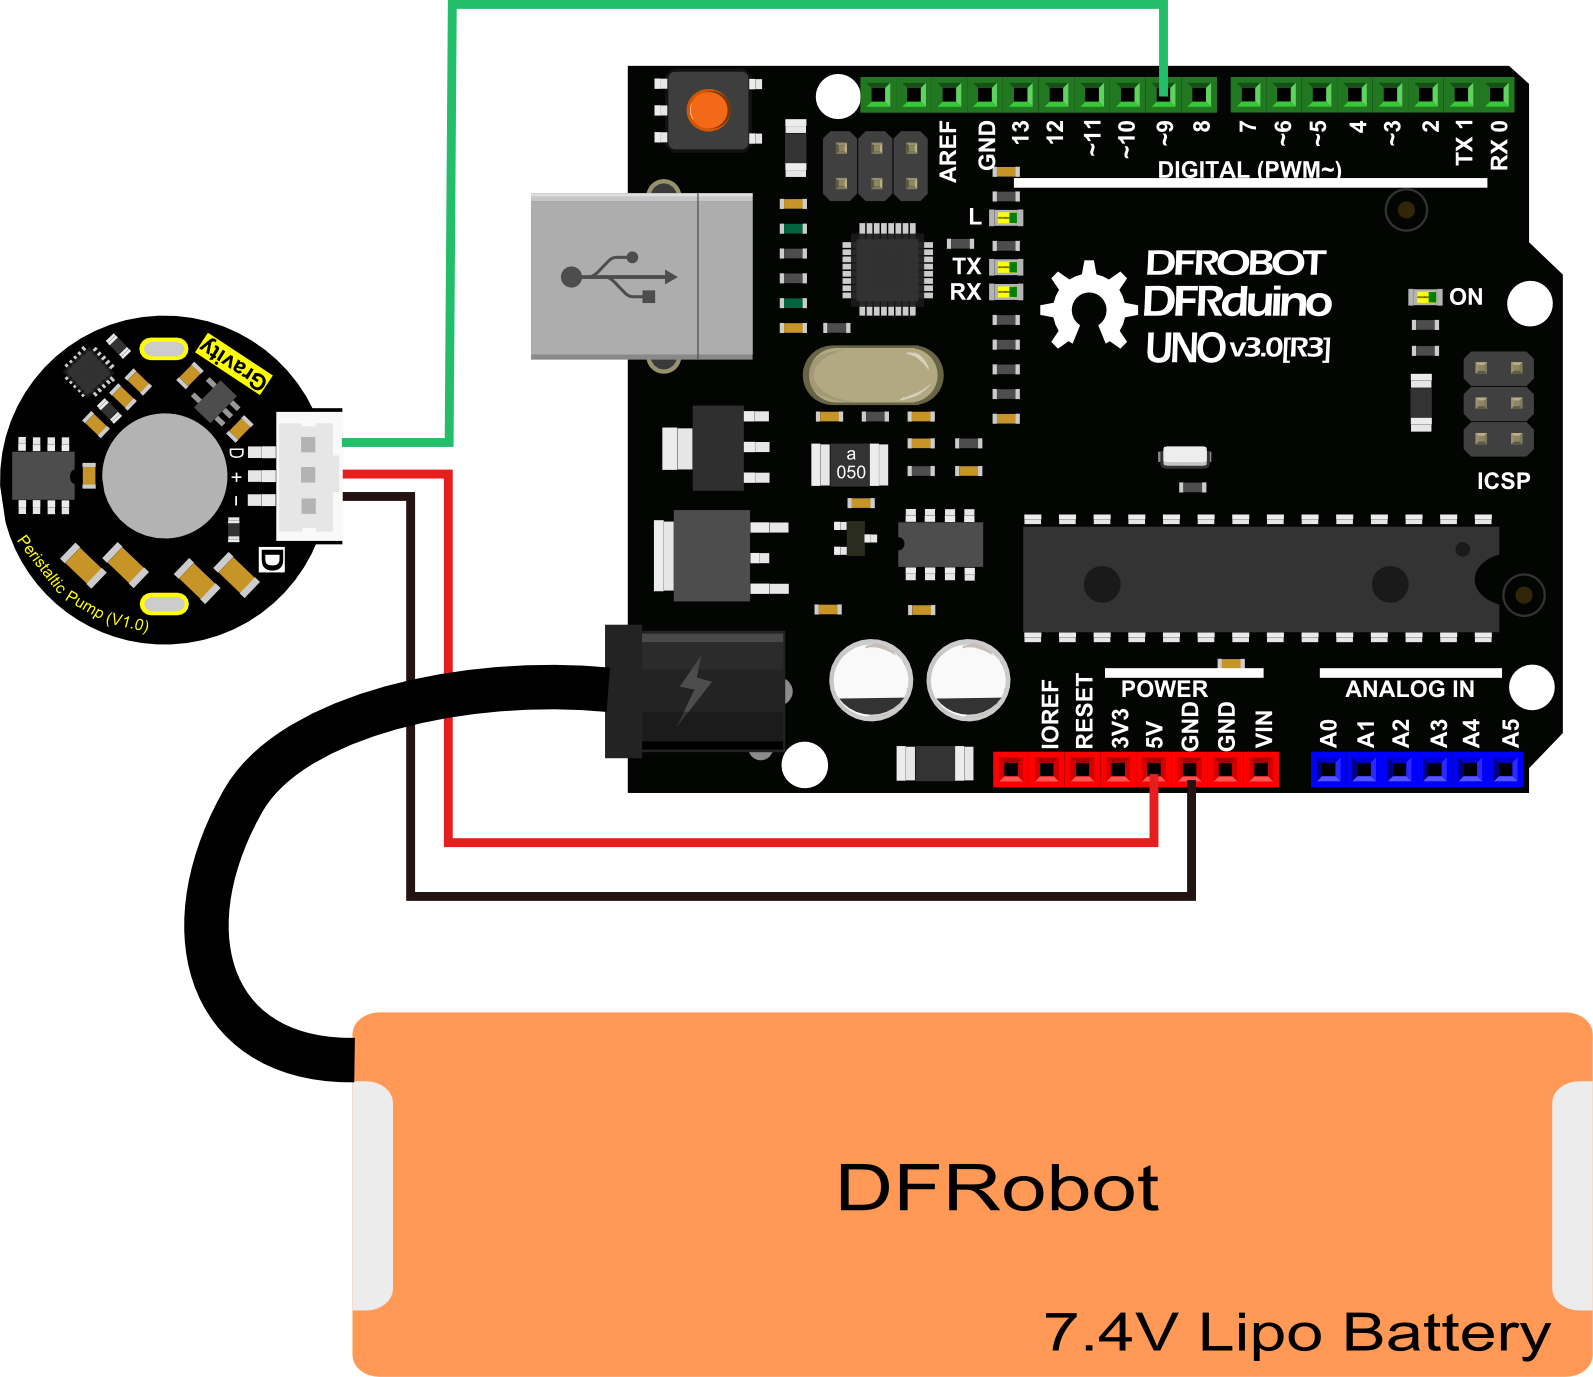 AREF
GND
13
12
~11
~10
~9
8
7
~6
~5
4
~3
2
TX 1
RX 0
DIGITAL (PWM~)
L
TX
RX
DFROBOT
DFRduino
UNO v3.0[R3]
ON
ICSP
a
050
Gravity
D
+
-
D
Peristaltic Pump (V1.0)
POWER
ANALOG IN
IOREF
RESET
3V3
5V
GND
GND
VIN
A0
A1
A2
A3
A4
A5
DFRobot
7.4V Lipo Battery